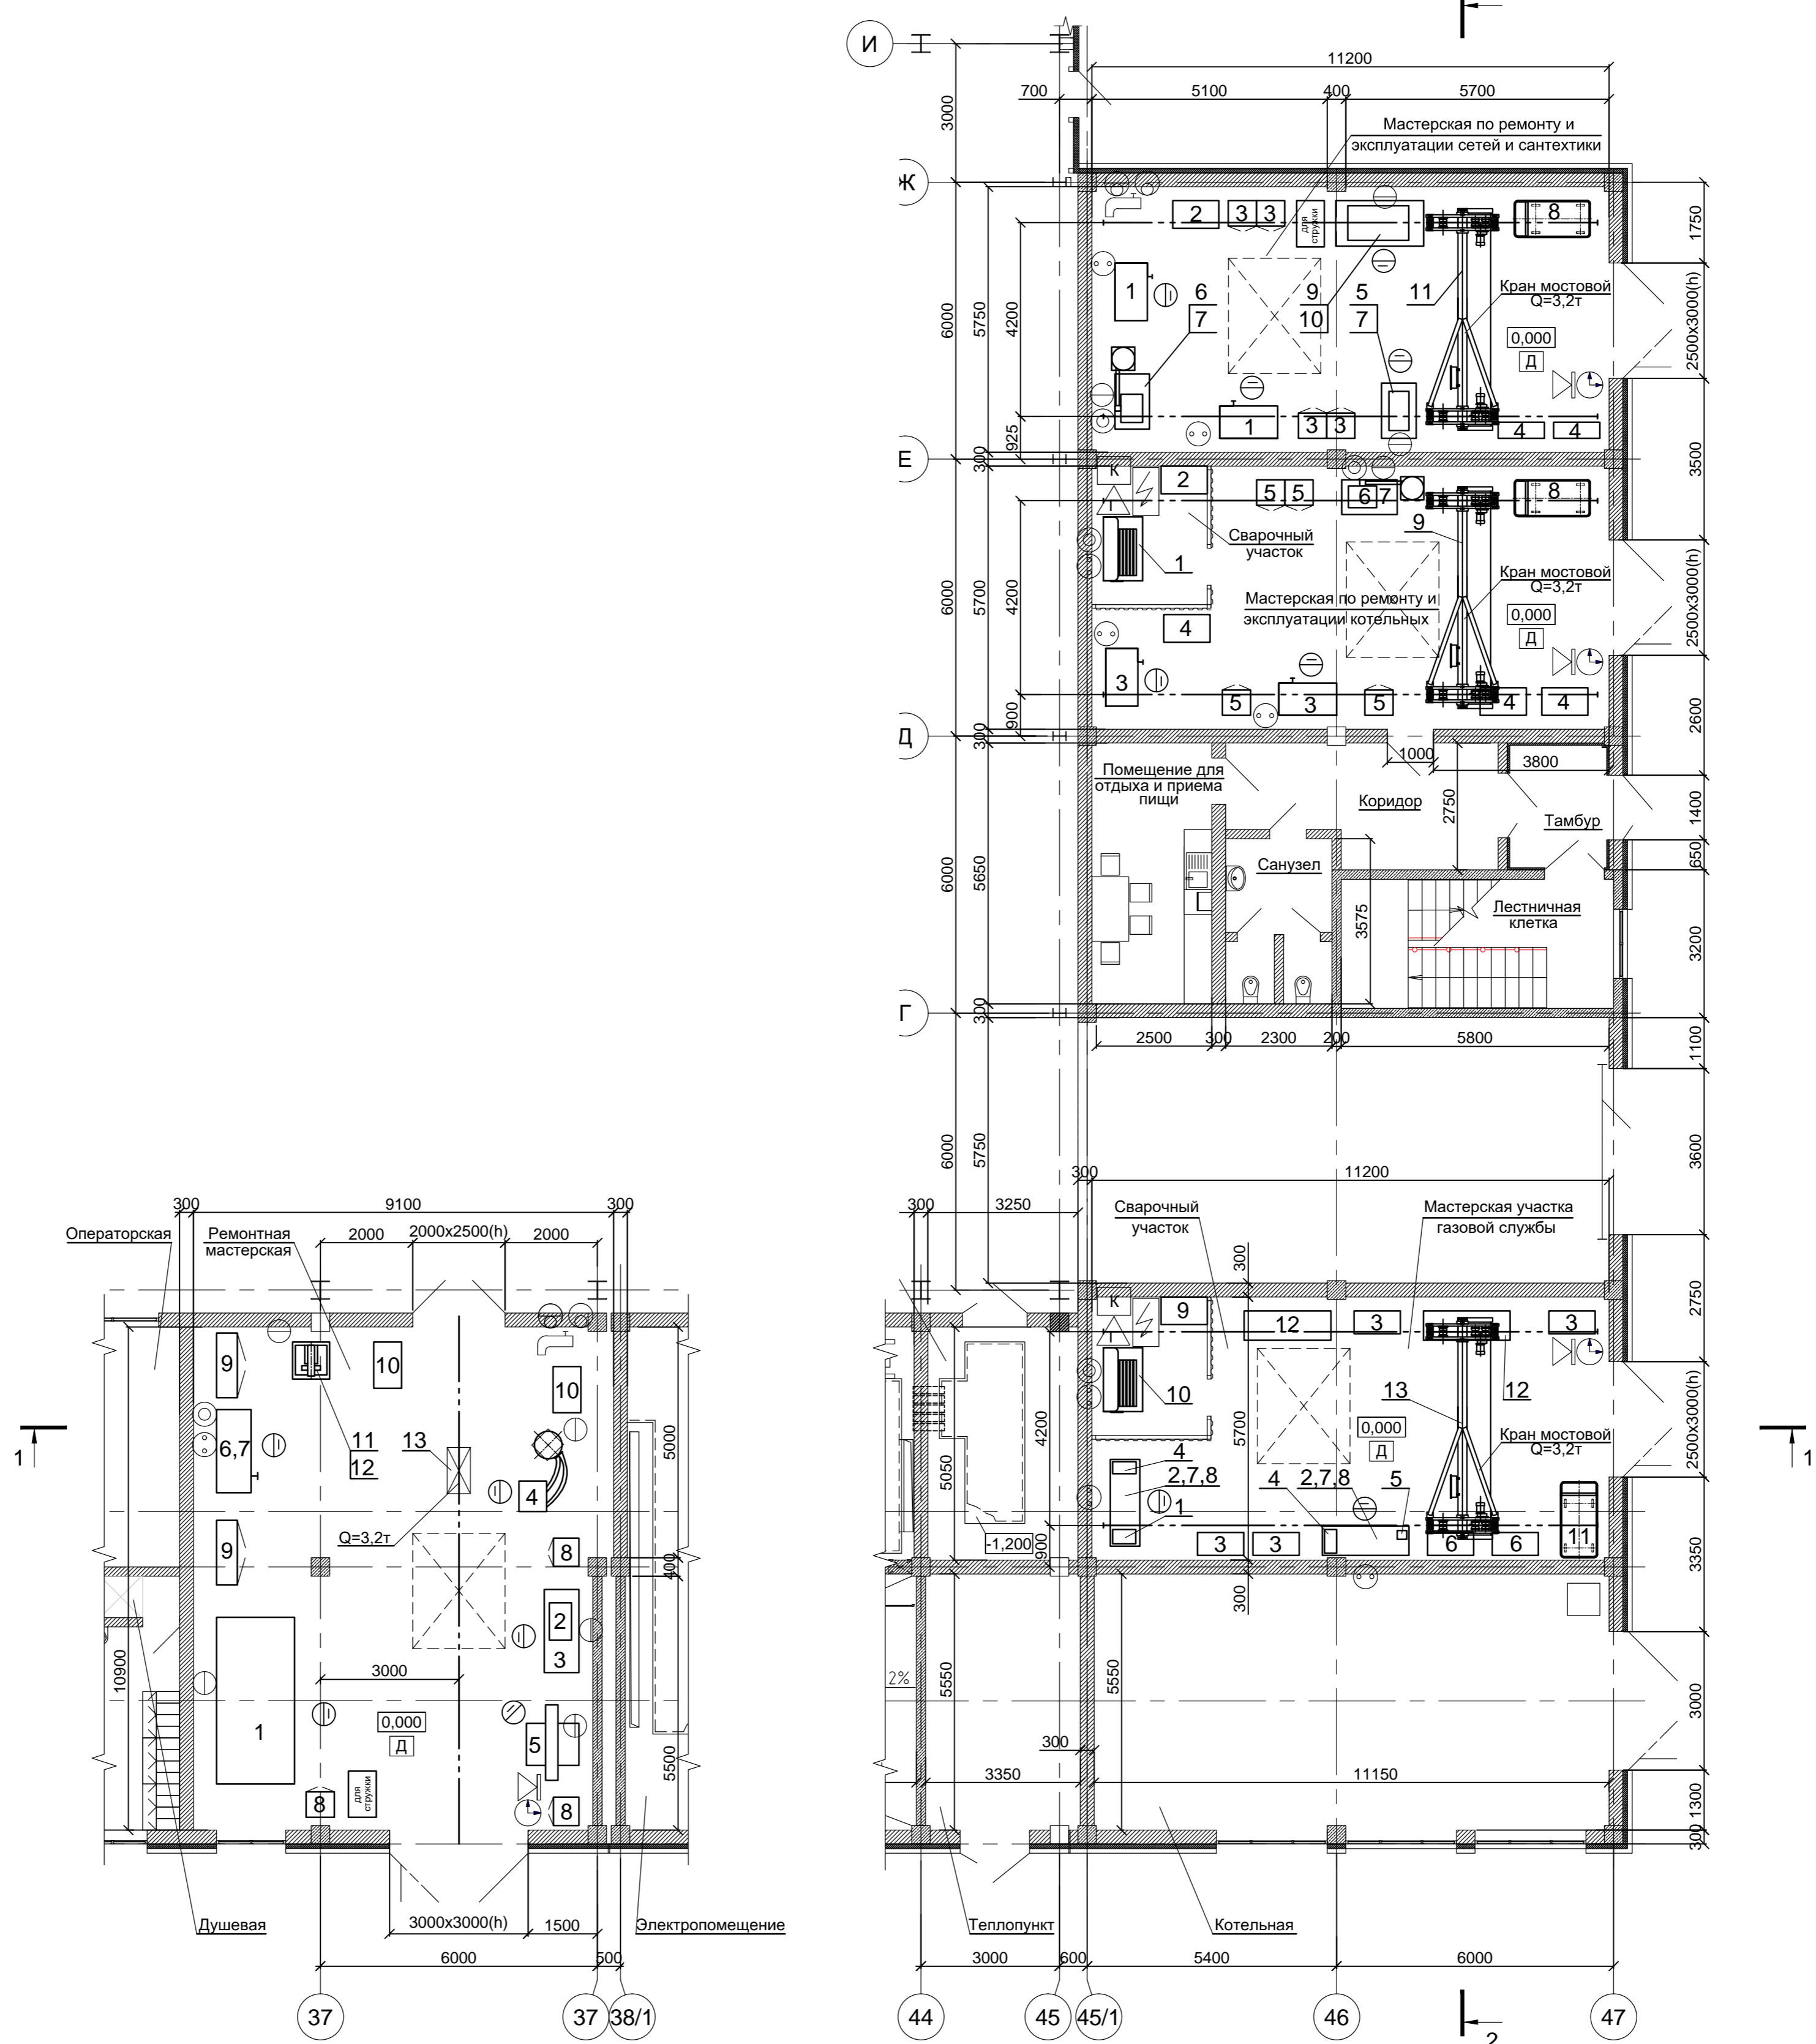 И
11200
700
5100
400
5700
3000
Мастерская по ремонту и
эксплуатации сетей и сантехтики
Ж
2
3
3
для
стружки
8
1750
1
6
7
9
10
5
7
11
Кран мостовой
Q=3,2т
0,000
Д
2500х3000(h)
6000
5750
4200
925
1
3
3
4
4
300
Е
3500
К
2
5
5
6
7
8
Г
Сварочный
участок
9
1
Кран мостовой
Q=3,2т
6000
5700
4200
Мастерская по ремонту и
эксплуатации котельных
0,000
Д
2500х3000(h)
4
3
5
3
5
4
4
900
2600
300
Д
1000
3800
Помещение для
отдыха и приема
пищи
Коридор
2750
Тамбур
1400
650
6000
5650
Санузел
3575
Лестничная
клетка
3200
300
Г
2500
300
2300
200
5800
1100
6000
5750
3600
300
11200
300
9100
300
300
3250
Операторская
Ремонтная
мастерская
2000
2000х2500(h)
2000
Сварочный
участок
Мастерская участка
газовой службы
300
2750
К
9
12
3
3
Г
9
10
10
6,7
11
12
13
4
5000
10
13
12
4200
5700
5050
0,000
Д
Кран мостовой
Q=3,2т
2500х3000(h)
1
1
4
2,7,8
1
4
2,7,8
5
11
Q=3,2т
-1,200
900
3
3
6
6
9
8
400
3350
300
2
3
10900
3000
1
0,000
Д
5
5500
8
для
стружки
8
2%
5550
5550
300
3350
11150
3000
1300
300
Душевая
3000х3000(h)
1500
Электропомещение
Теплопункт
Котельная
6000
500
3000
600
5400
6000
37
37
38/1
44
45
45/1
46
47
2